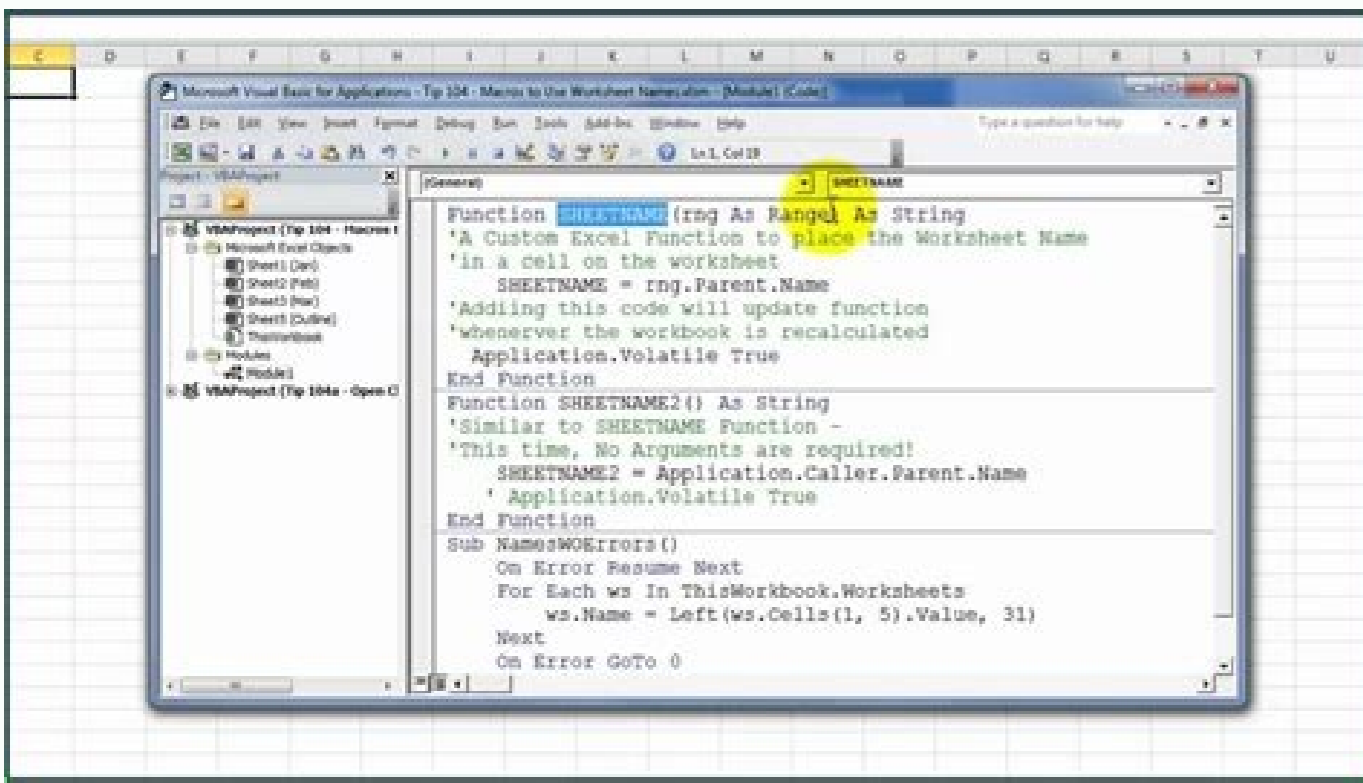 C D E F G H I J K L M N O P Q R S T U
Microsoft Visual Basic for Applications - Tip 104 - Macros to Use Worksheet Names.xlsm - [Module1 (Code)]
File Edit View Insert Format Debug Run Tools Add-Ins Window Help
Type a question for help
Ln 1, Col 19
Project - VBAProject
(General)
SHEETNAME
VBAProject (Tip 104 - Macros t
Microsoft Excel Objects
Sheet1 (Jan)
Sheet2 (Feb)
Sheet3 (Mar)
Sheet5 (Outline)
ThisWorkbook
Modules
Module1
VBAProject (Tip 104a - Open C
Function SHEETNAME(rng As Range) As String
'A Custom Excel Function to place the Worksheet Name
'in a cell on the worksheet
SHEETNAME = rng.Parent.Name
'Addiing this code will update function
'whenerver the workbook is recalculated
Application.Volatile True
End Function
Function SHEETNAME2() As String
'Similar to SHEETNAME Function -
'This time, No Arguments are required!
SHEETNAME2 = Application.Caller.Parent.Name
' Application.Volatile True
End Function
Sub NamesWOErrors()
On Error Resume Next
For Each ws In ThisWorkbook.Worksheets
ws.Name = Left(ws.Cells(1, 5).Value, 31)
Next
On Error GoTo 0